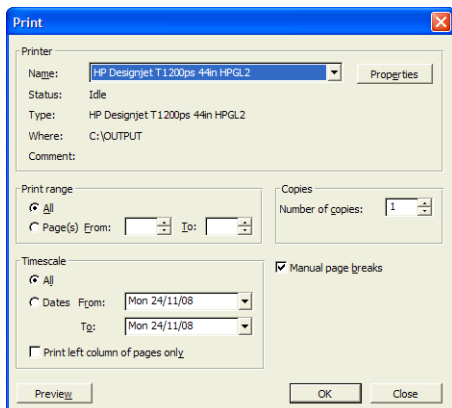 Print
Printer
Name: HP Designjet T1200ps 44in HPGL2 Properties
Status: Idle
Type: HP Designjet T1200ps 44in HPGL2
Where: C:\OUTPUT
Comment:
Print range
All
Page(s) From: To:
Copies
Number of copies: 1
Timescale
All
Dates From: Mon 24/11/08
To: Mon 24/11/08
Print left column of pages only
Manual page breaks
Preview OK Close